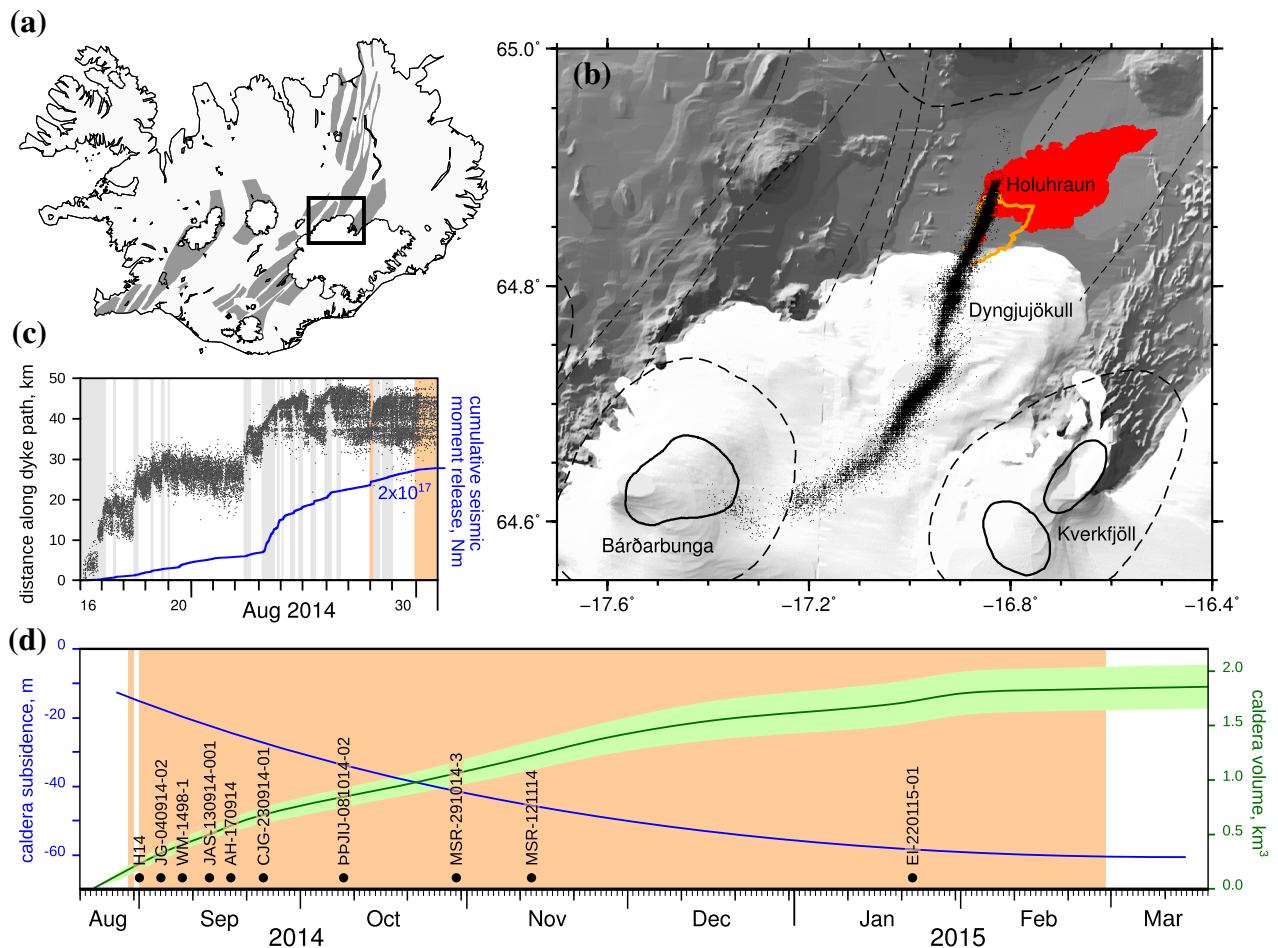 (a)
(b)
65.0°
64.8°
64.6°
−17.6°
−17.2°
−16.8°
−16.4°
Holuhraun
Dyngjujökull
Bárðarbunga
Kverkfjöll
(c)
distance along dyke path, km
50
40
30
20
10
0
16
20
30
Aug 2014
2x10¹⁷
cumulative seismic
moment release, Nm
(d)
caldera subsidence, m
0
-20
-40
-60
H14
JG-040914-02
WM-1498-1
JAS-130914-001
AH-170914
CJG-230914-01
ÞÞJIJ-081014-02
MSR-291014-3
MSR-121114
EI-220115-01
2.0
1.5
1.0
0.5
0.0
caldera volume, km³
Aug
Sep
Oct
Nov
Dec
Jan
Feb
Mar
2014
2015